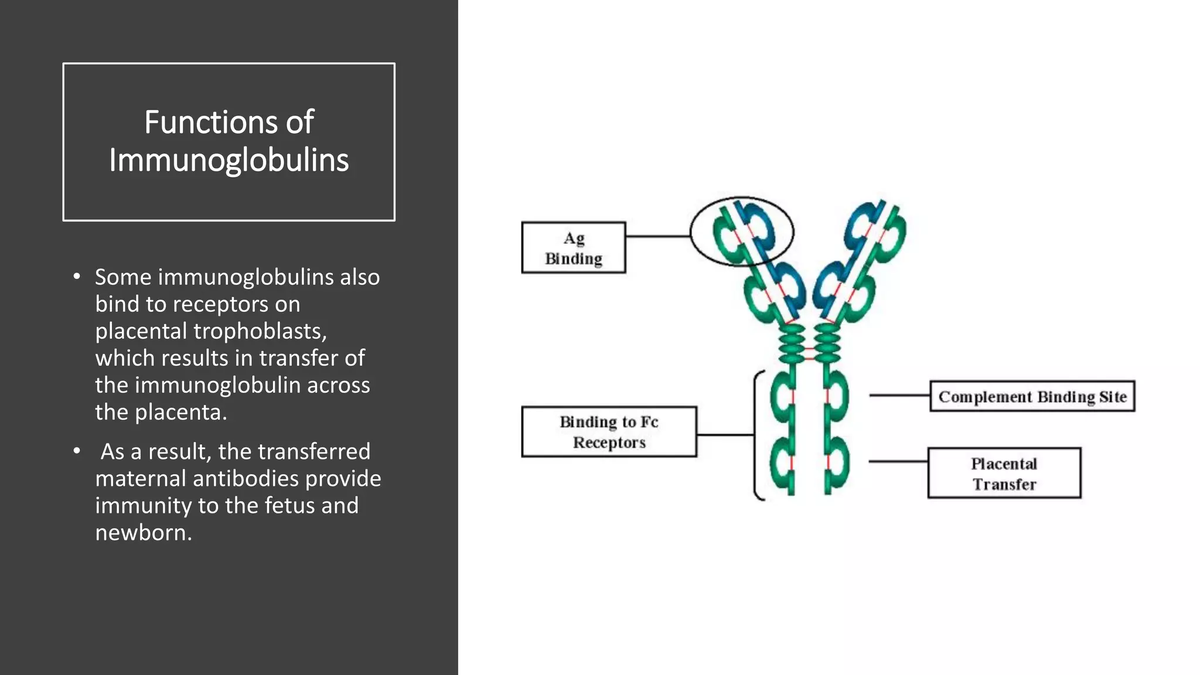 Functions of
Immunoglobulins
• Some immunoglobulins also
bind to receptors on
placental trophoblasts,
which results in transfer of
the immunoglobulin across
the placenta.
• As a result, the transferred
maternal antibodies provide
immunity to the fetus and
newborn.
Ag
Binding
Binding to Fc
Receptors
Complement Binding Site
Placental
Transfer